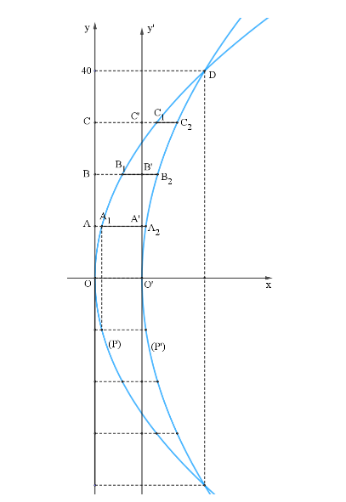 y y'
40 D
C C' C₁ C₂
B B₁ B' B₂
A A₁ A' A₂
O O' x
(P) (P')